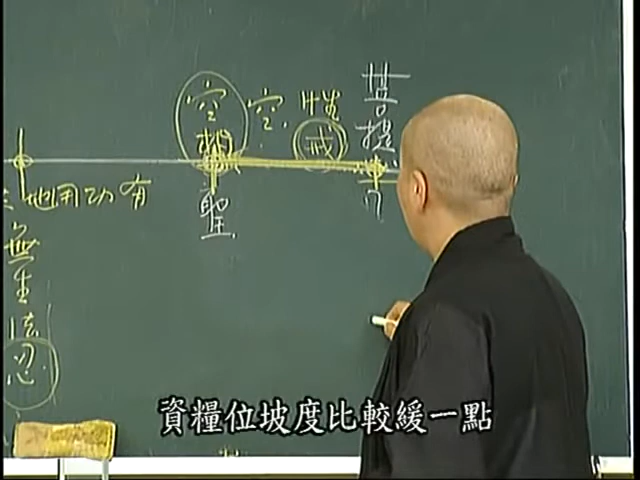 空
相
空
性
戒
菩
提
聖
地用功有
無
生
法
忍
資糧位坡度比較緩一點